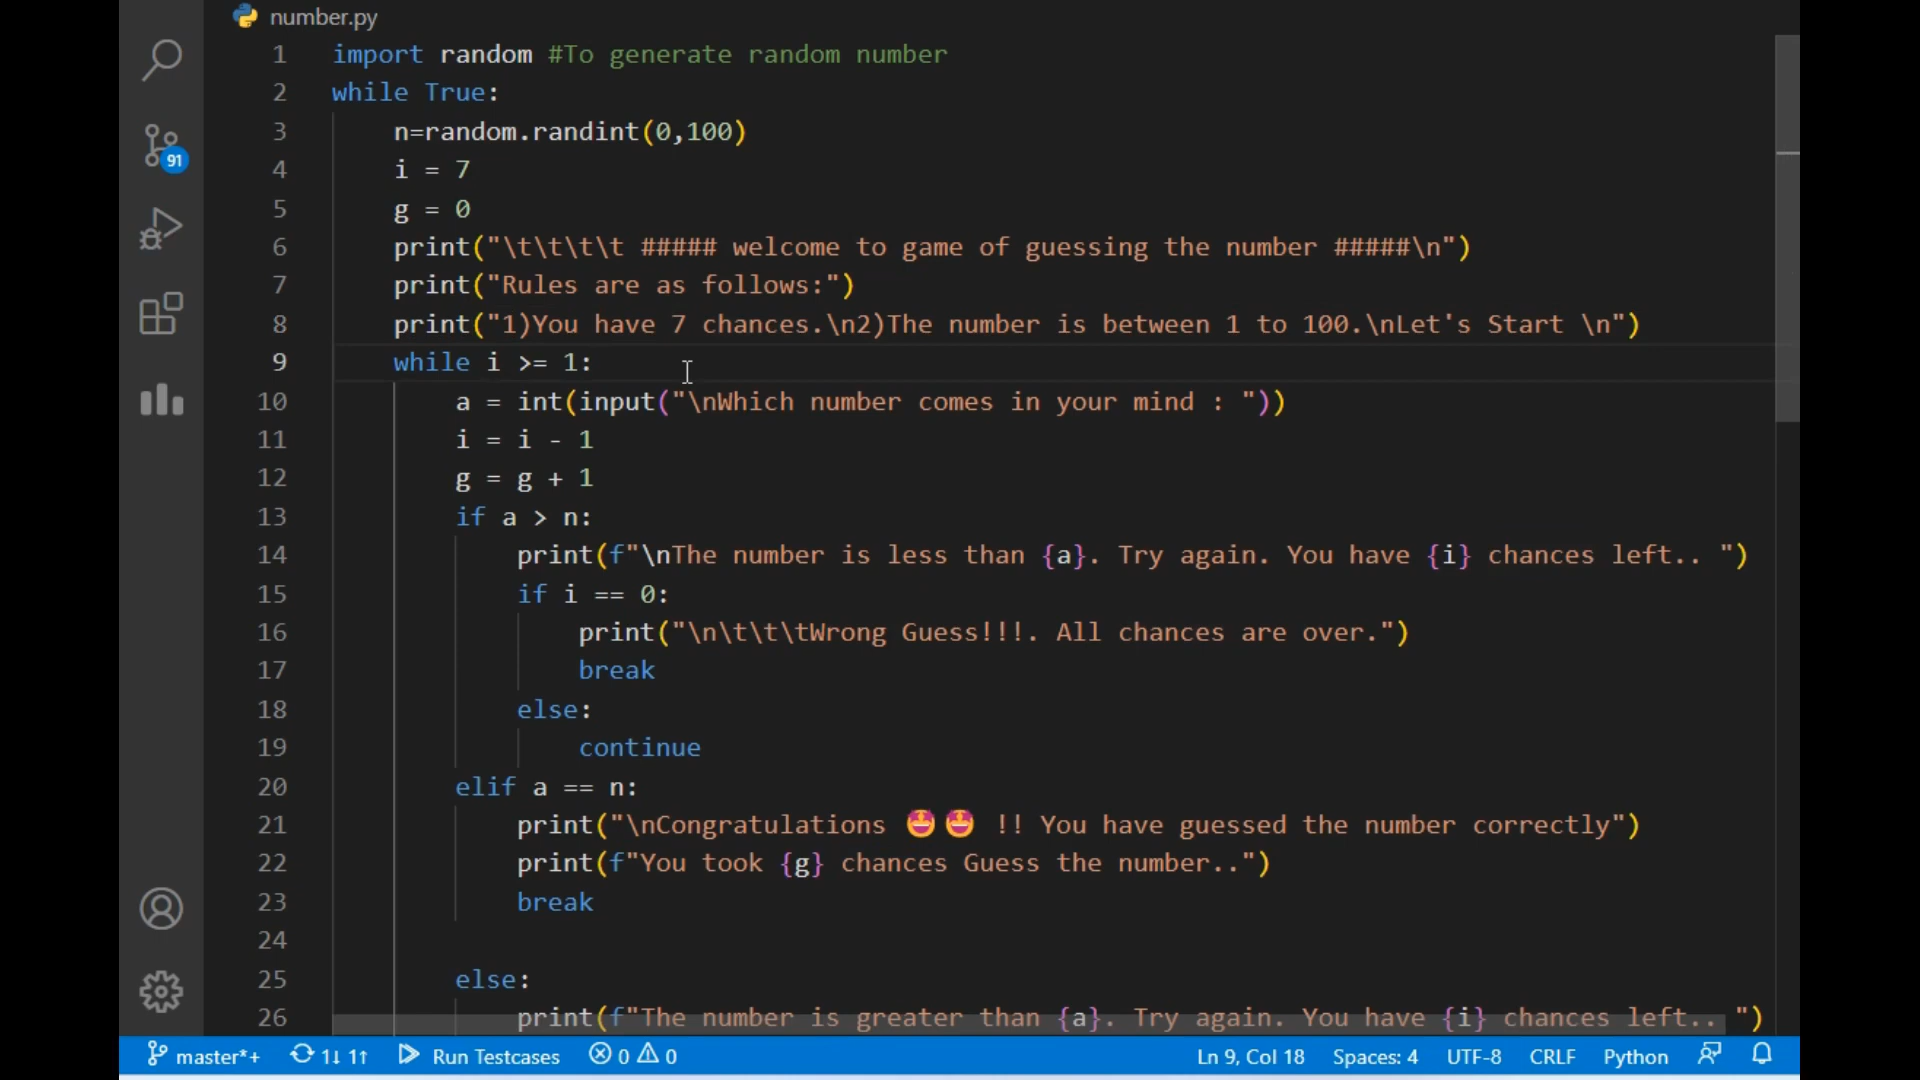 number.py
1 import random #To generate random number
2 while True:
3 n=random.randint(0,100)
4 i = 7
5 g = 0
6 print("\t\t\t\t ##### welcome to game of guessing the number #####\n")
7 print("Rules are as follows:")
8 print("1)You have 7 chances.\n2)The number is between 1 to 100.\nLet's Start \n")
9 while i >= 1:
10 a = int(input("\nWhich number comes in your mind : "))
11 i = i - 1
12 g = g + 1
13 if a > n:
14 print(f"\nThe number is less than {a}. Try again. You have {i} chances left.. ")
15 if i == 0:
16 print("\n\t\t\tWrong Guess!!!. All chances are over.")
17 break
18 else:
19 continue
20 elif a == n:
21 print("\nCongratulations 🤩🤩 !! You have guessed the number correctly")
22 print(f"You took {g} chances Guess the number..")
23 break
24
25 else:
26 print(f"The number is greater than {a}. Try again. You have {i} chances left.. ")
91
master*+ 1↓ 1↑ Run Testcases 0 0 Ln 9, Col 18 Spaces: 4 UTF-8 CRLF Python